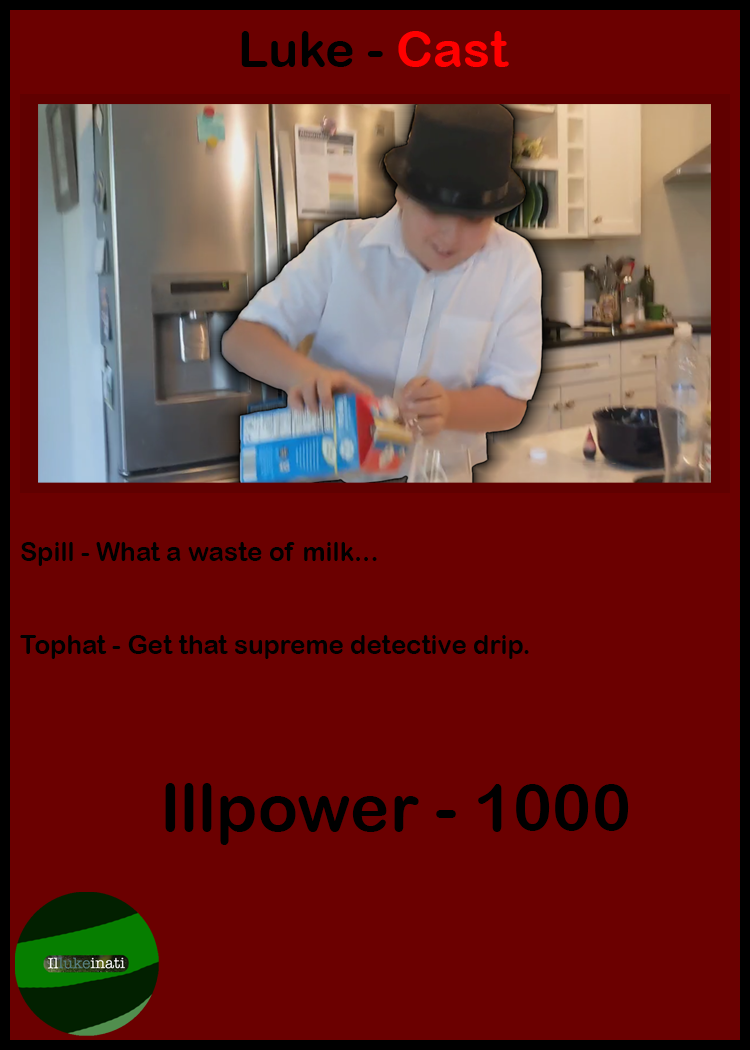 Luke - Cast
Spill - What a waste of milk...
Tophat - Get that supreme detective drip.
Illpower - 1000
Illukeinati